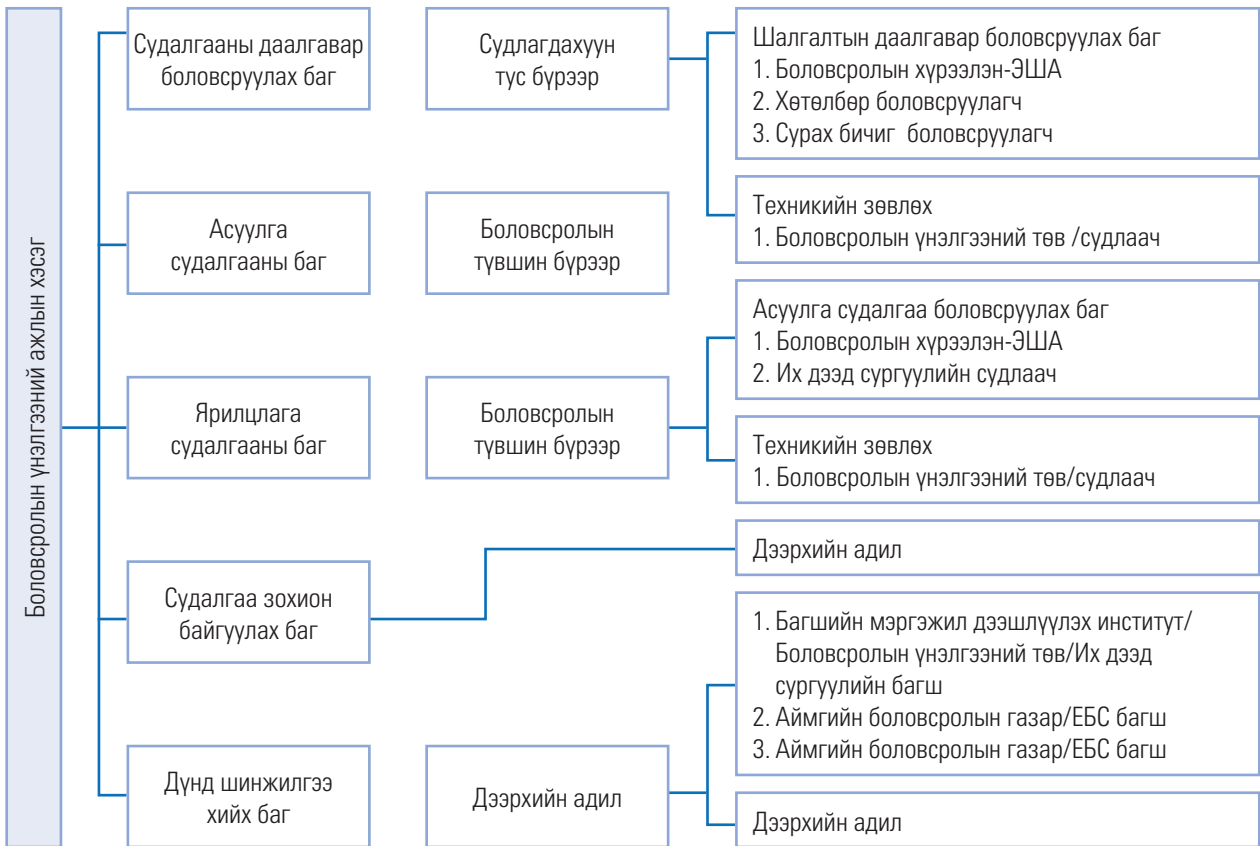 Боловсролын үнэлгээний ажлын хэсэг
Судалгааны даалгавар
боловсруулах баг
Судлагдахуун
тус бүрээр
Шалгалтын даалгавар боловсруулах баг
1. Боловсролын хүрээлэн-ЭША
2. Хөтөлбөр боловсруулагч
3. Сурах бичиг боловсруулагч
Техникийн зөвлөх
1. Боловсролын үнэлгээний төв /судлаач
Асуулга
судалгааны баг
Боловсролын
түвшин бүрээр
Ярилцлага
судалгааны баг
Боловсролын
түвшин бүрээр
Асуулга судалгаа боловсруулах баг
1. Боловсролын хүрээлэн-ЭША
2. Их дээд сургуулийн судлаач
Техникийн зөвлөх
1. Боловсролын үнэлгээний төв/судлаач
Судалгаа зохион
байгуулах баг
Дээрхийн адил
Дүнд шинжилгээ
хийх баг
Дээрхийн адил
1. Багшийн мэргэжил дээшлүүлэх институт/
Боловсролын үнэлгээний төв/Их дээд
сургуулийн багш
2. Аймгийн боловсролын газар/ЕБС багш
3. Аймгийн боловсролын газар/ЕБС багш
Дээрхийн адил